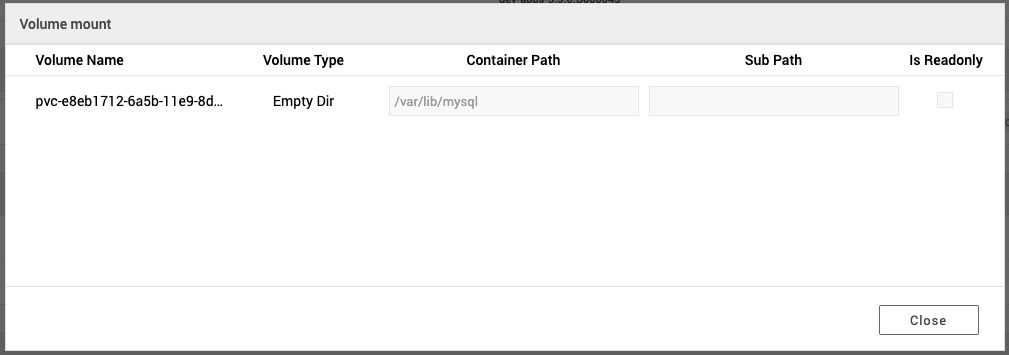 Volume mount
Volume Name Volume Type Container Path Sub Path Is Readonly
pvc-e8eb1712-6a5b-11e9-8d... Empty Dir /var/lib/mysql
Close